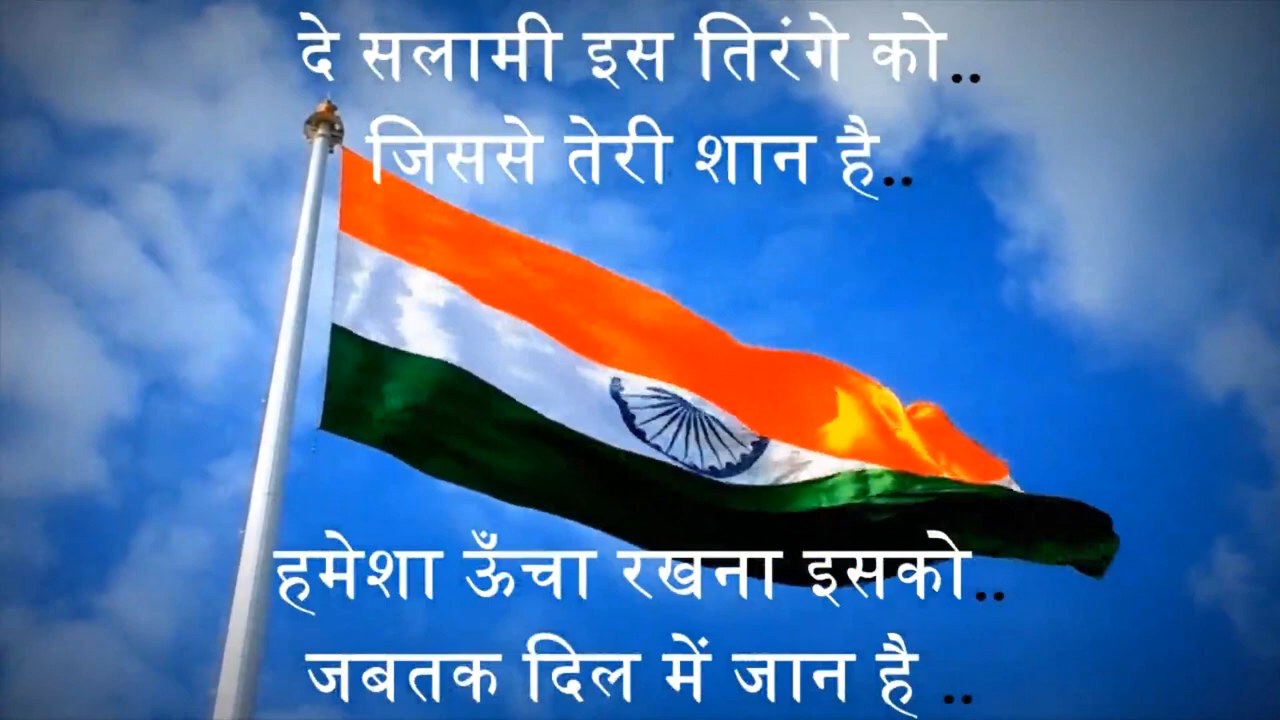 दे सलामी इस तिरंगे को..
जिससे तेरी शान है..
हमेशा ऊँचा रखना इसको..
जबतक दिल में जान है ..